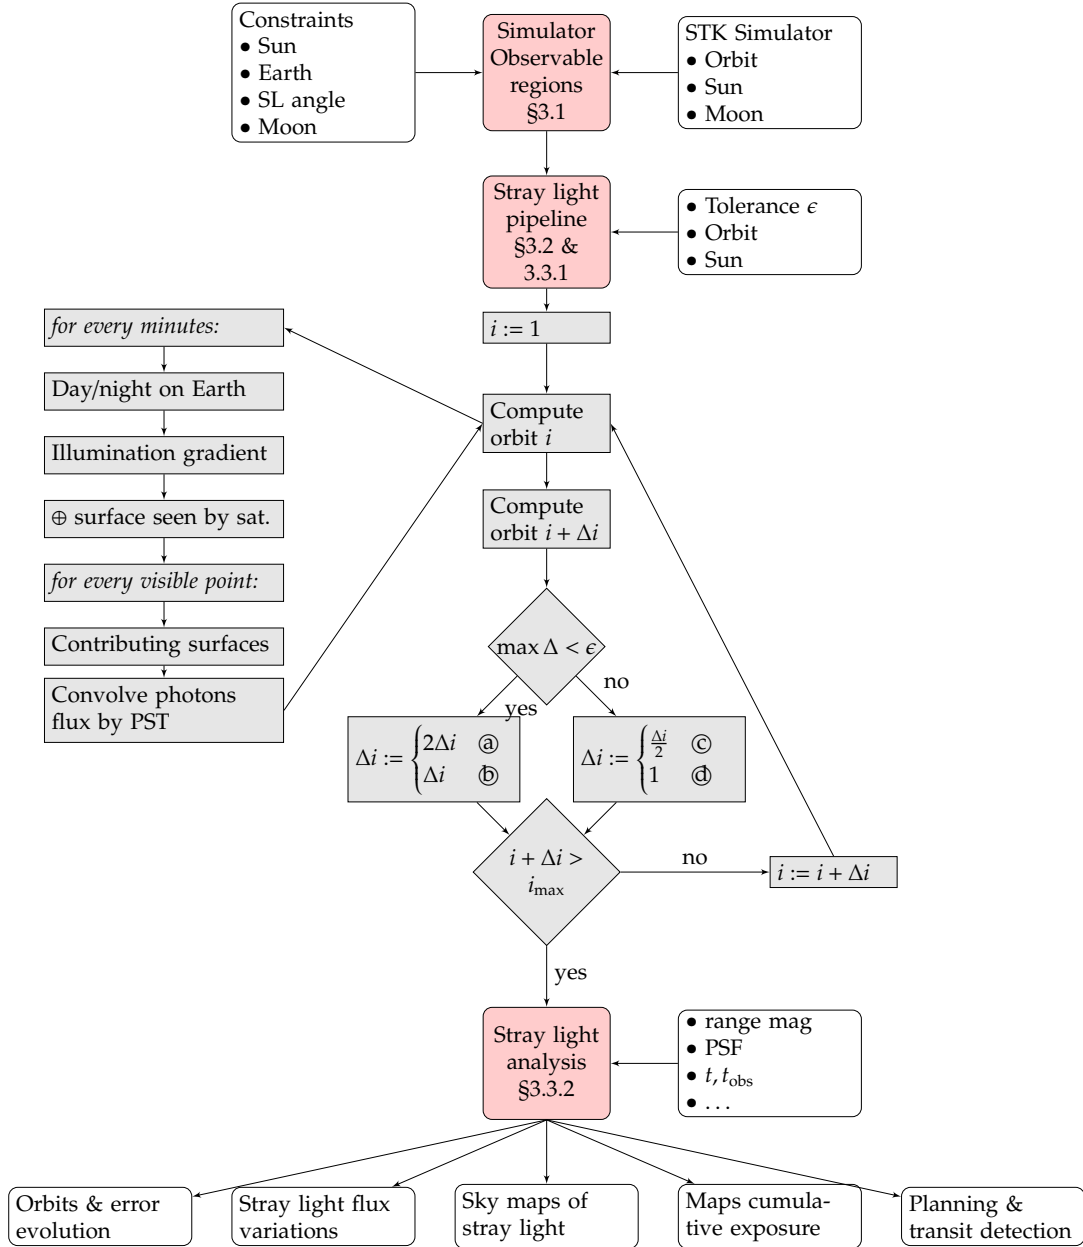 Constraints
• Sun
• Earth
• SL angle
• Moon
Simulator
Observable
regions
§3.1
STK Simulator
• Orbit
• Sun
• Moon
Stray light
pipeline
§3.2 &
3.3.1
• Tolerance ϵ
• Orbit
• Sun
for every minutes:
Day/night on Earth
Illumination gradient
⊕ surface seen by sat.
for every visible point:
Contributing surfaces
Convolve photons
flux by PST
i := 1
Compute
orbit i
Compute
orbit i + Δi
max Δ < ϵ
yes
no
Δi := { 2Δi ⓐ
Δi ⓑ
Δi := { Δi/2 ⓒ
1 ⓓ
i + Δi >
i_max
no
i := i + Δi
yes
Stray light
analysis
§3.3.2
• range mag
• PSF
• t, t_obs
• ...
Orbits & error
evolution
Stray light flux
variations
Sky maps of
stray light
Maps cumula-
tive exposure
Planning &
transit detection